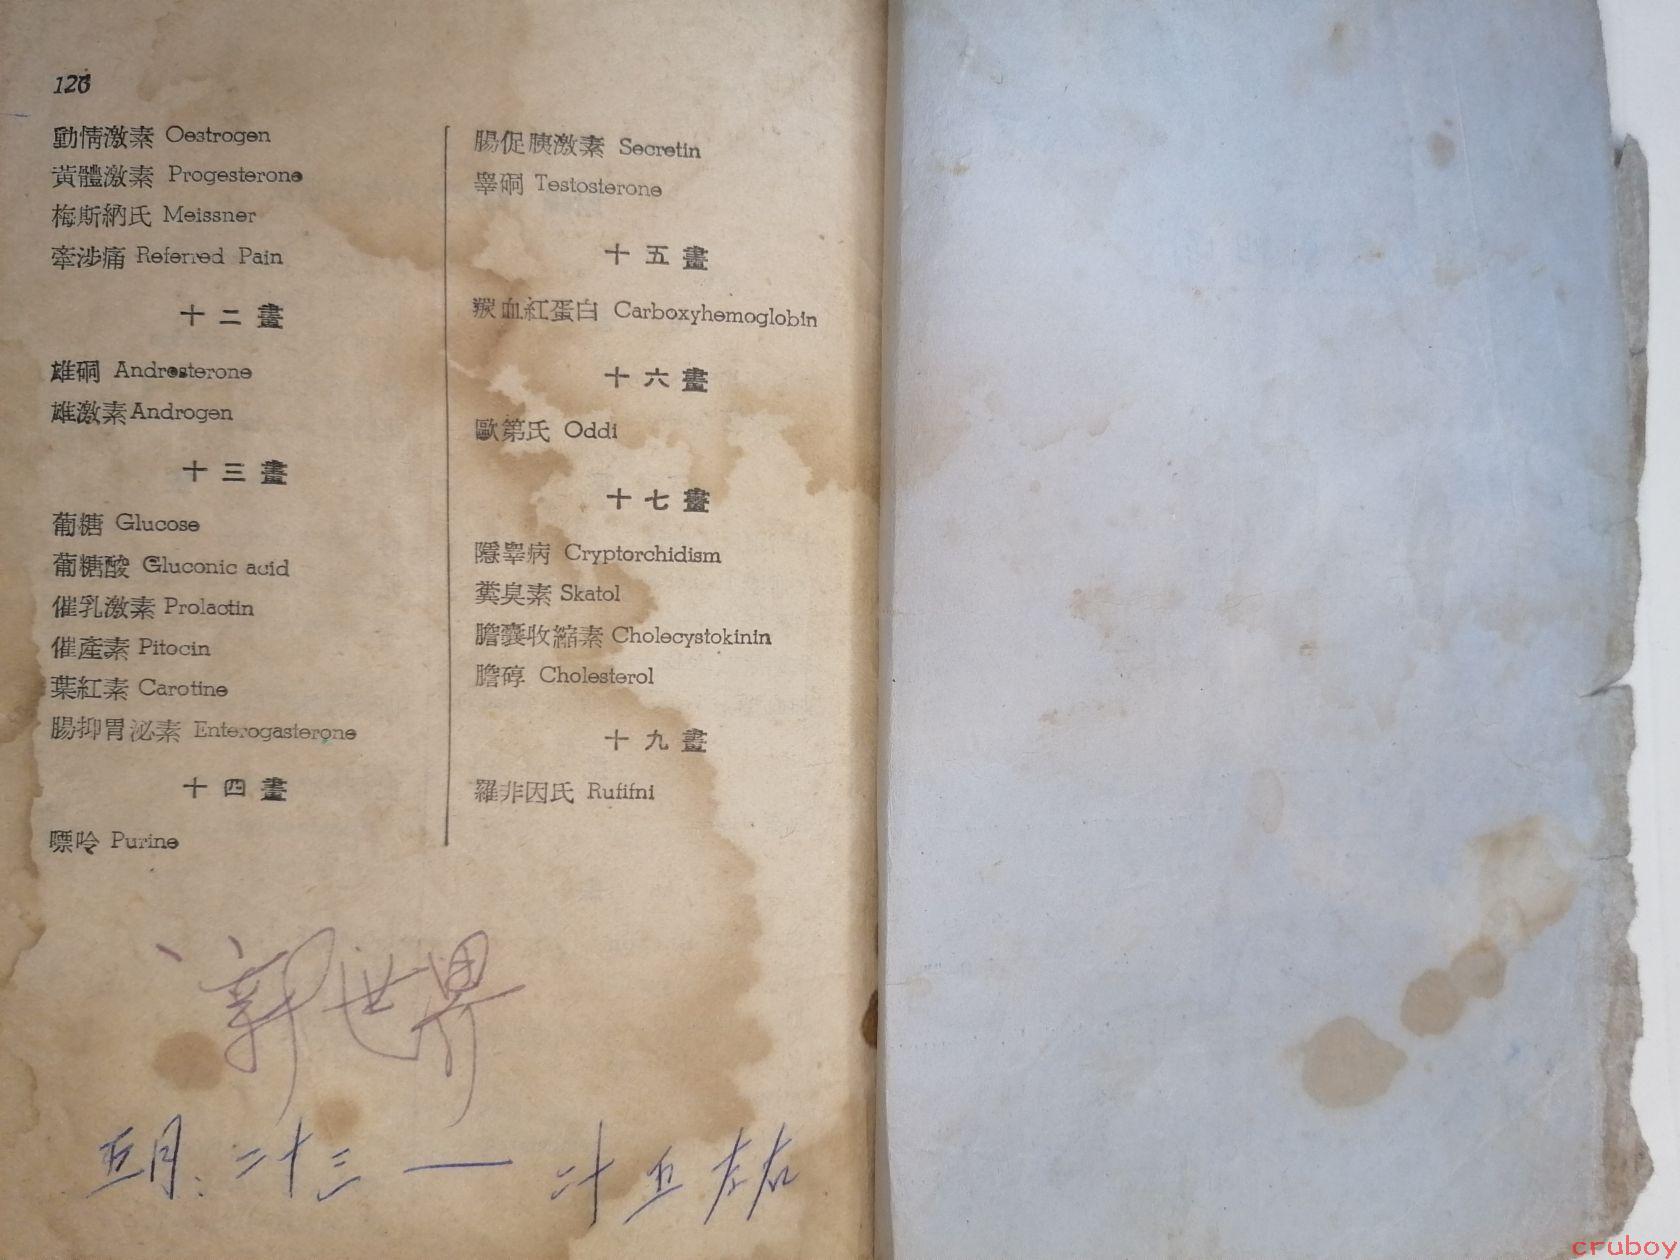 126
動情激素 Oestrogen
黃體激素 Progesterone
梅斯納氏 Meissner
牽涉痛 Referred Pain
十二畫
雄硐 Androsterone
雄激素 Androgen
十三畫
葡糖 Glucose
葡糖酸 Gluconic acid
催乳激素 Prolactin
催產素 Pitocin
葉紅素 Carotine
腸抑胃泌素 Enterogasterone
十四畫
嘌呤 Purine
腸促胰激素 Secretin
睾硐 Testosterone
十五畫
羰血紅蛋白 Carboxyhemoglobin
十六畫
歐第氏 Oddi
十七畫
隱睾病 Cryptorchidism
糞臭素 Skatol
膽囊收縮素 Cholecystokinin
膽硣 Cholesterol
十九畫
羅非因氏 Rufifni
新世界
五月、二十三——二十五左右
cruboy